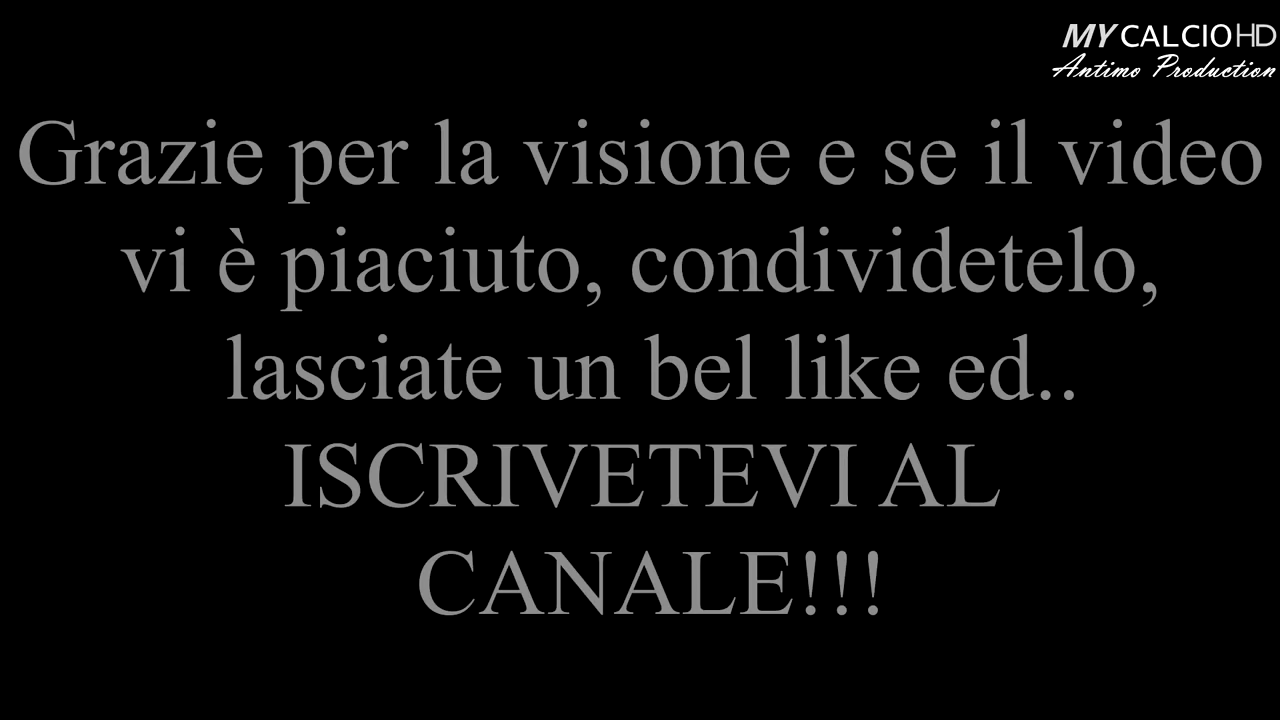 MY CALCIO HD
Antimo Production
Grazie per la visione e se il video
vi è piaciuto, condividetelo,
lasciate un bel like ed..
ISCRIVETEVI AL
CANALE!!!